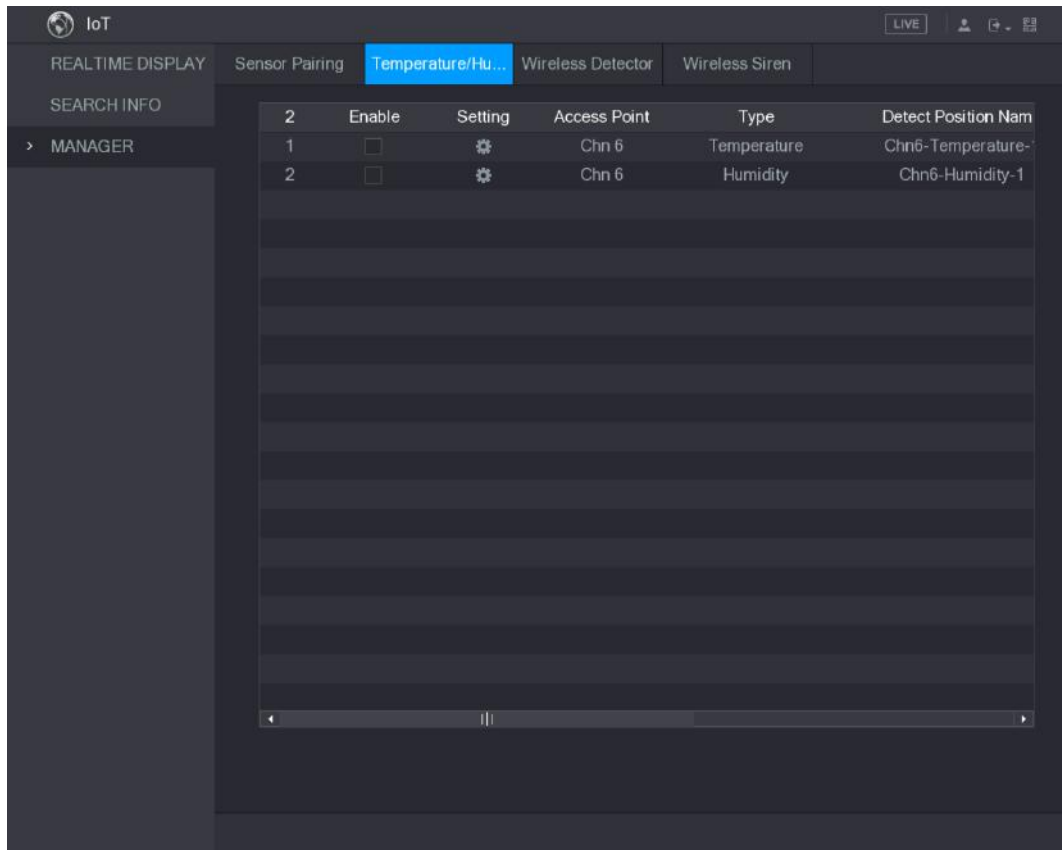 IoT
LIVE
REALTIME DISPLAY
SEARCH INFO
MANAGER
Sensor Pairing Temperature/Hu... Wireless Detector Wireless Siren
2 Enable Setting Access Point Type Detect Position Nam
1 Chn 6 Temperature Chn6-Temperature-
2 Chn 6 Humidity Chn6-Humidity-1